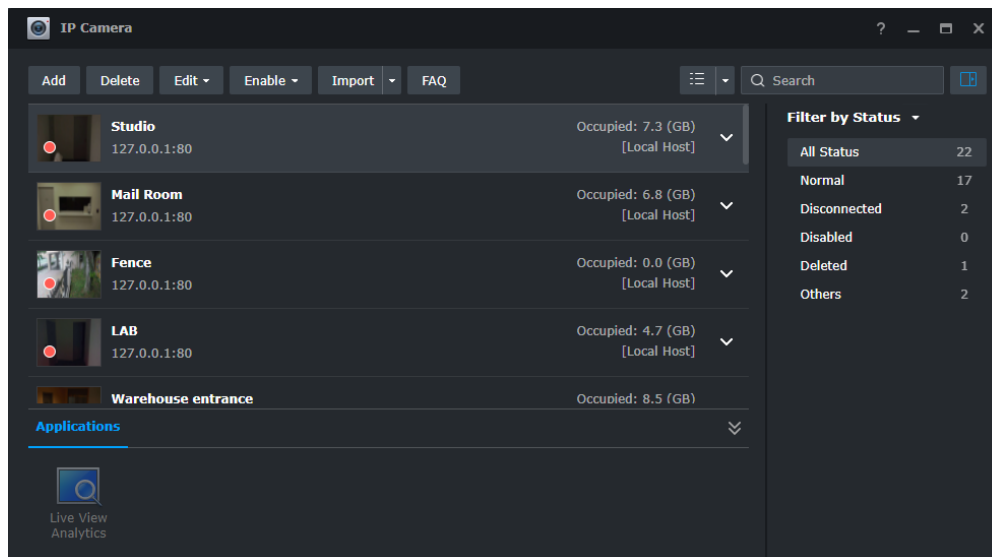 IP Camera
Add Delete Edit Enable Import FAQ Search
Studio Occupied: 7.3 (GB)
127.0.0.1:80 [Local Host]
Mail Room Occupied: 6.8 (GB)
127.0.0.1:80 [Local Host]
Fence Occupied: 0.0 (GB)
127.0.0.1:80 [Local Host]
LAB Occupied: 4.7 (GB)
127.0.0.1:80 [Local Host]
Warehouse entrance Occupied: 8.5 (GB)
Applications
Live View
Analytics
Filter by Status
All Status 22
Normal 17
Disconnected 2
Disabled 0
Deleted 1
Others 2